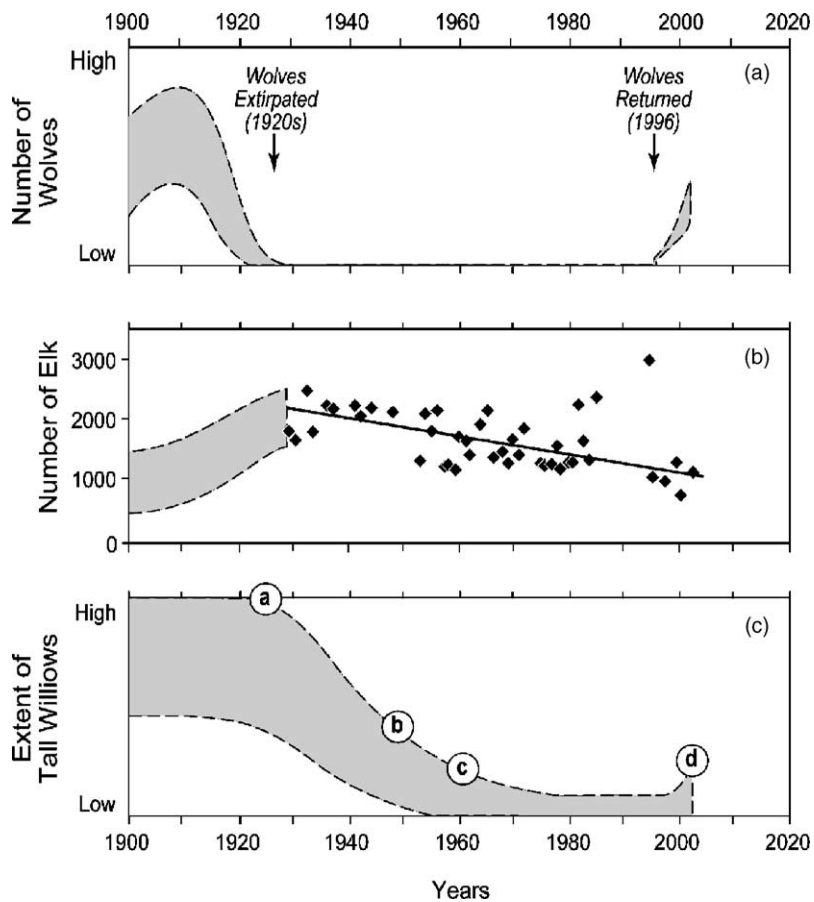 1900 1920 1940 1960 1980 2000 2020
High
(a)
Wolves
Extirpated
(1920s)
Wolves
Returned
(1996)
Number of
Wolves
Low
3000
(b)
2000
1000
0
Number of Elk
High
a
(c)
b
c
d
Extent of
Tall Williows
Low
1900 1920 1940 1960 1980 2000 2020
Years